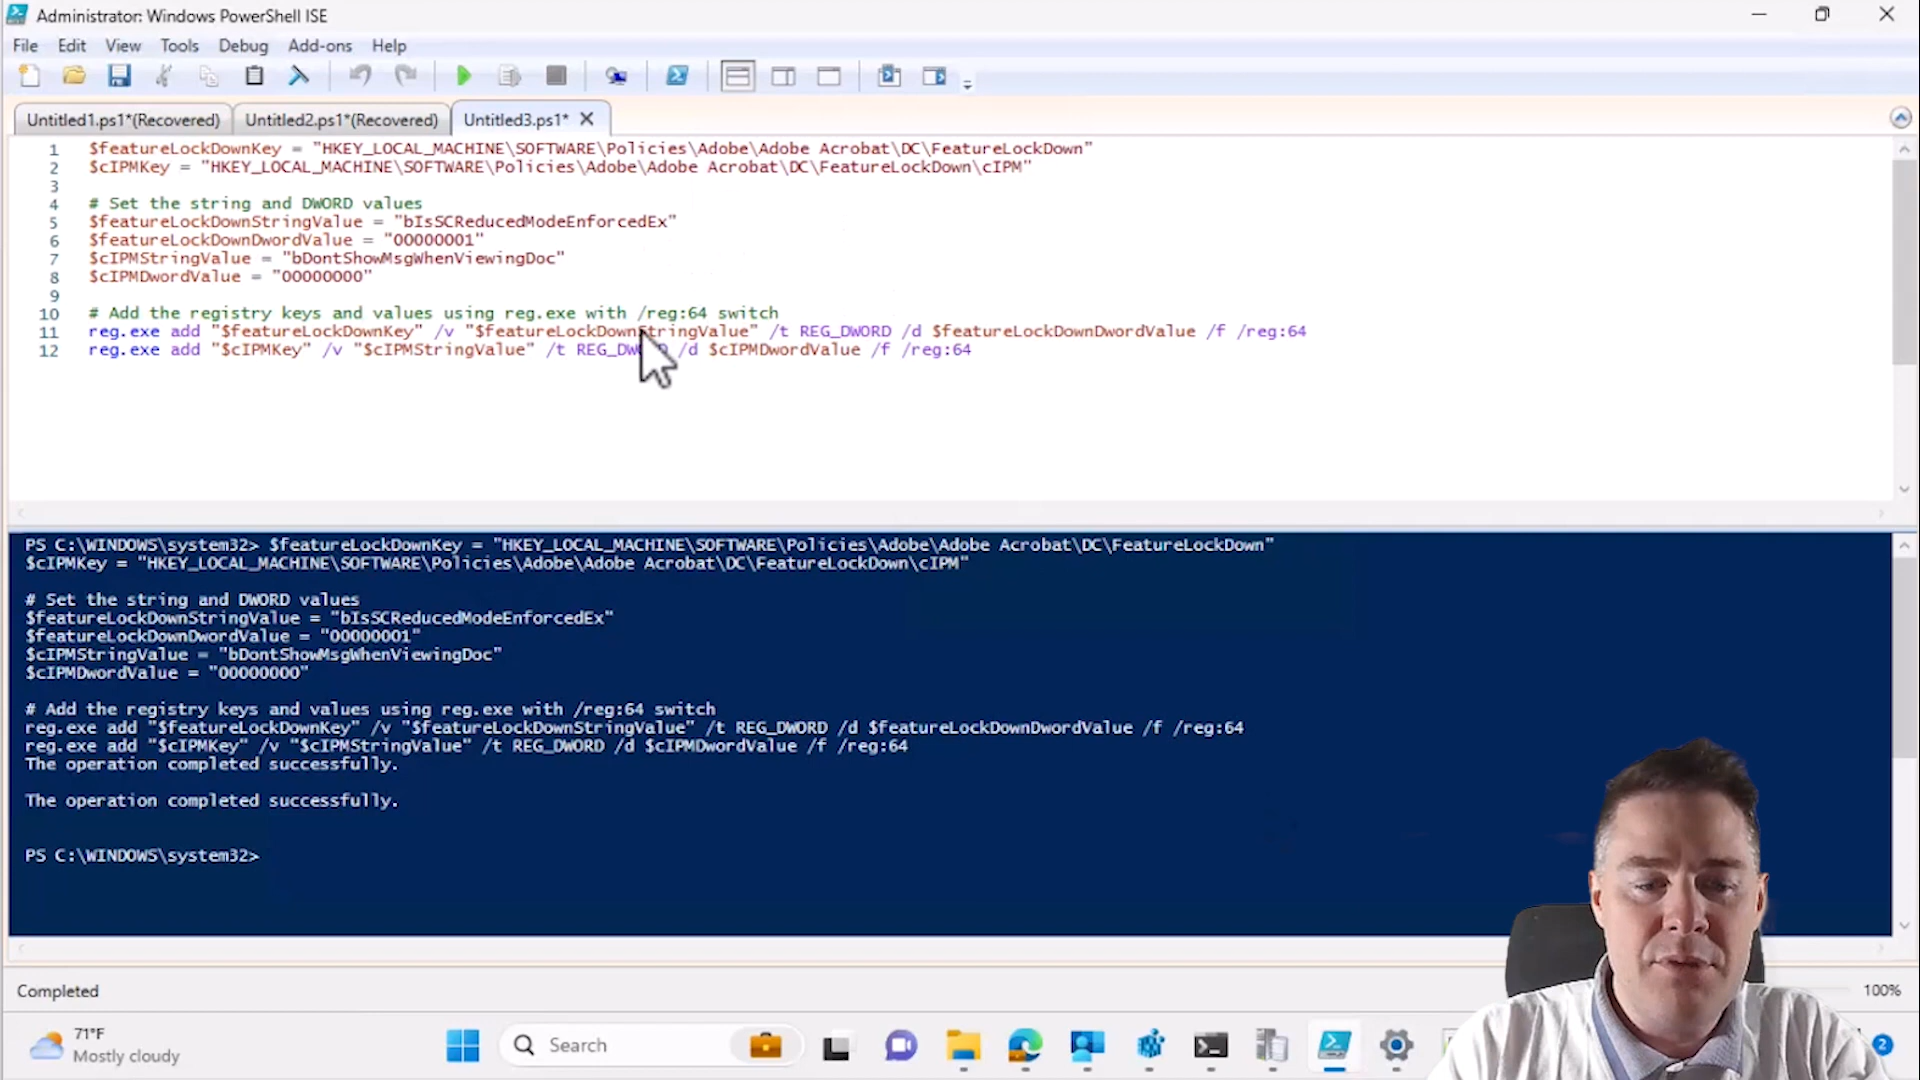 Administrator: Windows PowerShell ISE
File Edit View Tools Debug Add-ons Help
Untitled1.ps1*(Recovered) Untitled2.ps1*(Recovered) Untitled3.ps1*
1 $featureLockDownKey = "HKEY_LOCAL_MACHINE\SOFTWARE\Policies\Adobe\Adobe Acrobat\DC\FeatureLockDown"
2 $cIPMKey = "HKEY_LOCAL_MACHINE\SOFTWARE\Policies\Adobe\Adobe Acrobat\DC\FeatureLockDown\cIPM"
3
4 # Set the string and DWORD values
5 $featureLockDownStringValue = "bIsSCReducedModeEnforcedEx"
6 $featureLockDownDwordValue = "00000001"
7 $cIPMStringValue = "bDontShowMsgWhenViewingDoc"
8 $cIPMDwordValue = "00000000"
9
10 # Add the registry keys and values using reg.exe with /reg:64 switch
11 reg.exe add "$featureLockDownKey" /v "$featureLockDownStringValue" /t REG_DWORD /d $featureLockDownDwordValue /f /reg:64
12 reg.exe add "$cIPMKey" /v "$cIPMStringValue" /t REG_DWORD /d $cIPMDwordValue /f /reg:64
PS C:\WINDOWS\system32> $featureLockDownKey = "HKEY_LOCAL_MACHINE\SOFTWARE\Policies\Adobe\Adobe Acrobat\DC\FeatureLockDown"
$cIPMKey = "HKEY_LOCAL_MACHINE\SOFTWARE\Policies\Adobe\Adobe Acrobat\DC\FeatureLockDown\cIPM"
# Set the string and DWORD values
$featureLockDownStringValue = "bIsSCReducedModeEnforcedEx"
$featureLockDownDwordValue = "00000001"
$cIPMStringValue = "bDontShowMsgWhenViewingDoc"
$cIPMDwordValue = "00000000"
# Add the registry keys and values using reg.exe with /reg:64 switch
reg.exe add "$featureLockDownKey" /v "$featureLockDownStringValue" /t REG_DWORD /d $featureLockDownDwordValue /f /reg:64
reg.exe add "$cIPMKey" /v "$cIPMStringValue" /t REG_DWORD /d $cIPMDwordValue /f /reg:64
The operation completed successfully.
The operation completed successfully.
PS C:\WINDOWS\system32>
Completed
100%
71°F
Mostly cloudy
Search
2